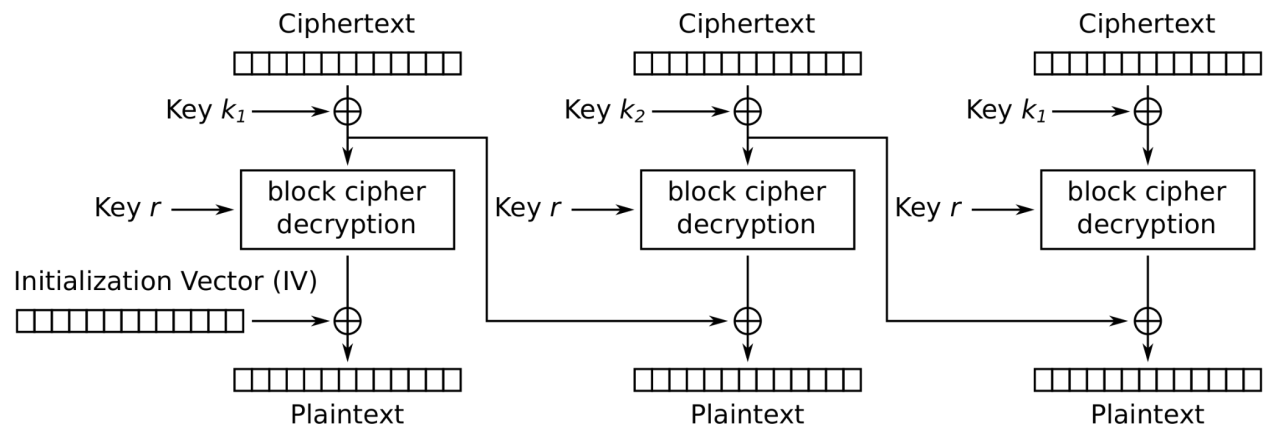 Ciphertext
Ciphertext
Ciphertext
Key k₁
Key k₂
Key k₁
Key r
block cipher
decryption
Key r
block cipher
decryption
Key r
block cipher
decryption
Initialization Vector (IV)
Plaintext
Plaintext
Plaintext